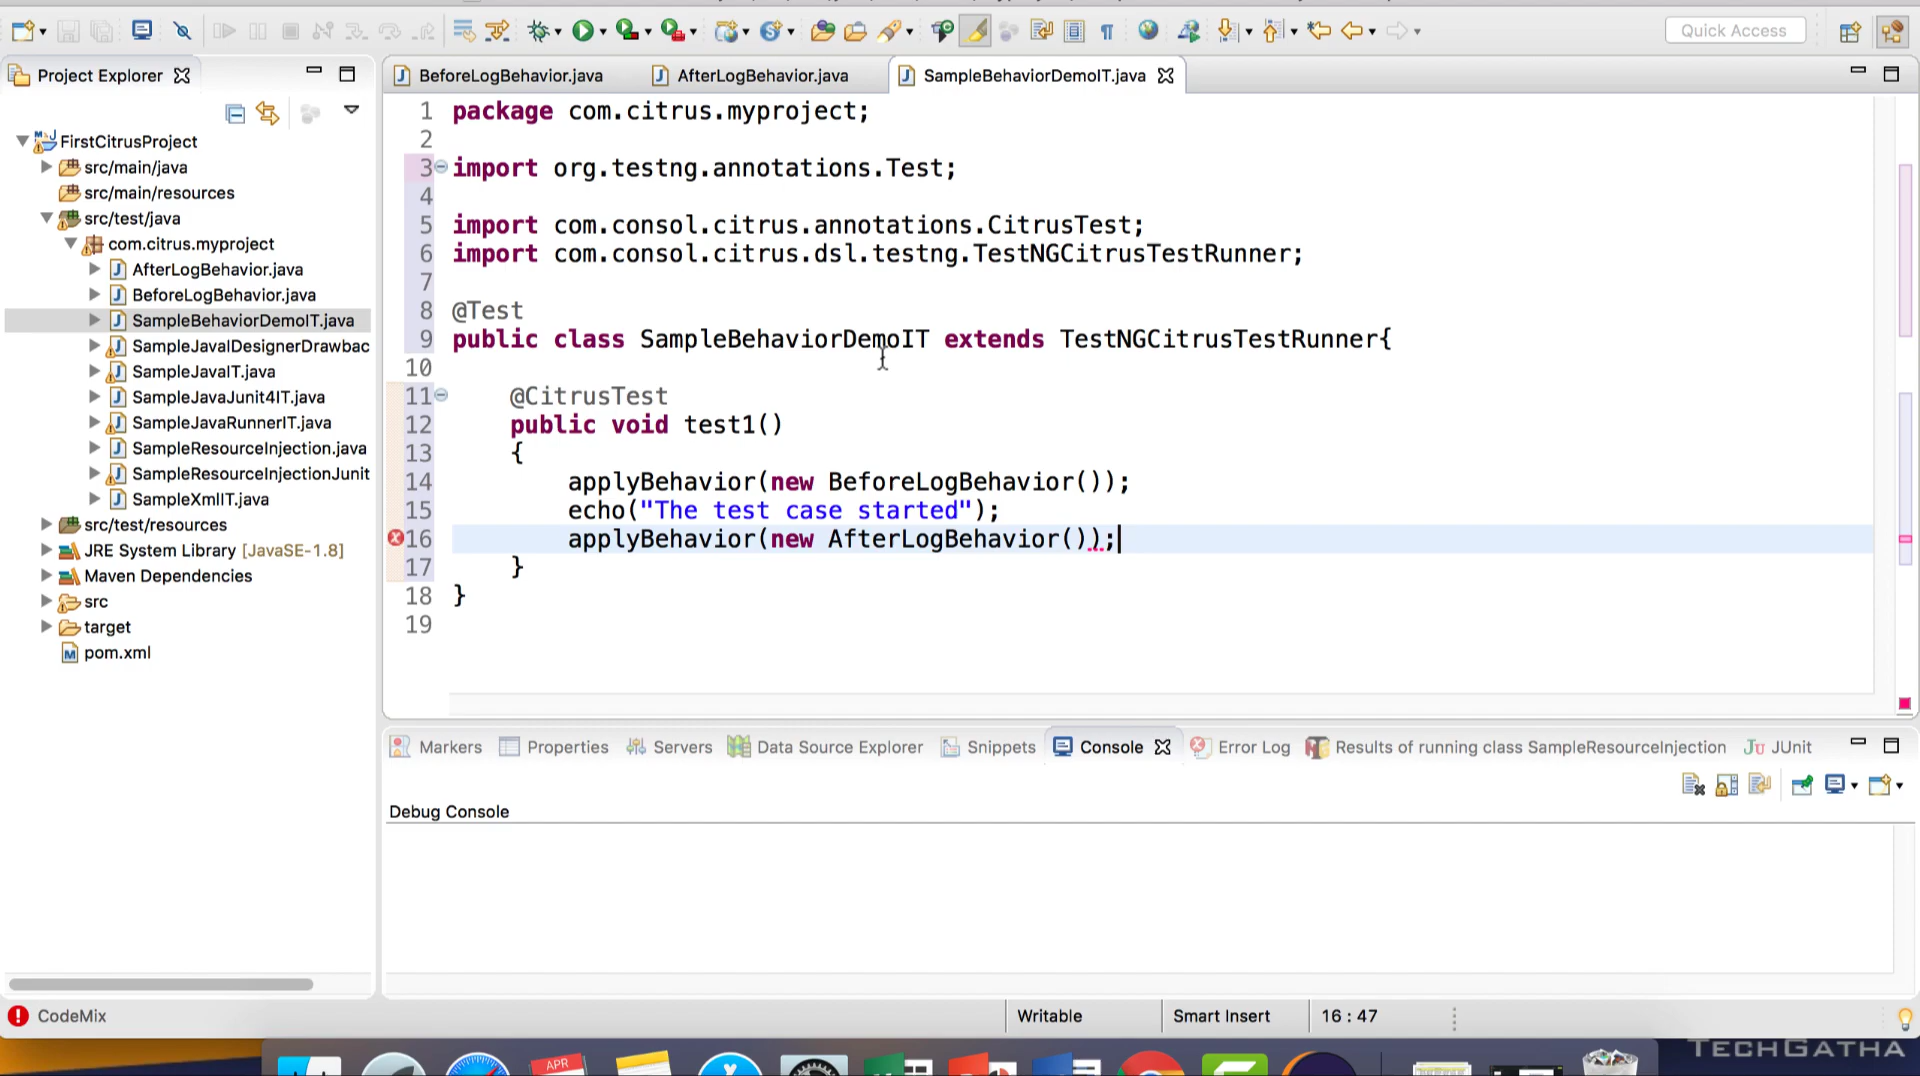 Quick Access
Project Explorer
BeforeLogBehavior.java
AfterLogBehavior.java
SampleBehaviorDemoIT.java
FirstCitrusProject
src/main/java
src/main/resources
src/test/java
com.citrus.myproject
AfterLogBehavior.java
BeforeLogBehavior.java
SampleBehaviorDemoIT.java
SampleJavaIDesignerDrawbac
SampleJavaIT.java
SampleJavaJunit4IT.java
SampleJavaRunnerIT.java
SampleResourceInjection.java
SampleResourceInjectionJunit
SampleXmlIT.java
src/test/resources
JRE System Library [JavaSE-1.8]
Maven Dependencies
src
target
pom.xml
1 package com.citrus.myproject;
2
3 import org.testng.annotations.Test;
4
5 import com.consol.citrus.annotations.CitrusTest;
6 import com.consol.citrus.dsl.testng.TestNGCitrusTestRunner;
7
8 @Test
9 public class SampleBehaviorDemoIT extends TestNGCitrusTestRunner{
10
11 @CitrusTest
12 public void test1()
13 {
14 applyBehavior(new BeforeLogBehavior());
15 echo("The test case started");
16 applyBehavior(new AfterLogBehavior());
17 }
18 }
19
Markers
Properties
Servers
Data Source Explorer
Snippets
Console
Error Log
Results of running class SampleResourceInjection
JUnit
Debug Console
CodeMix
Writable
Smart Insert
16 : 47
APR
TECHGATHA